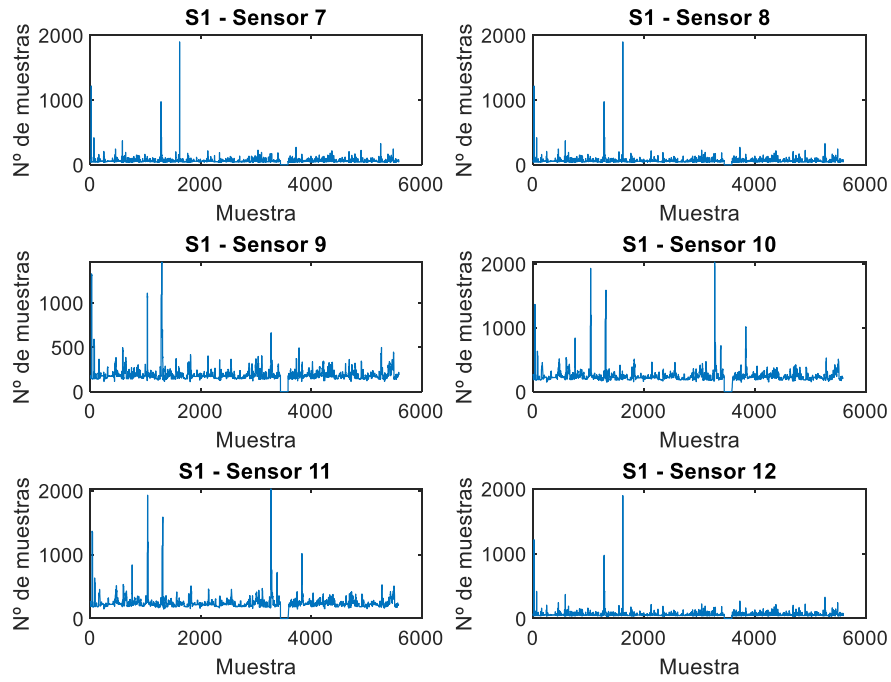 S1 - Sensor 7
Nº de muestras
2000
1000
0
0
2000
4000
6000
Muestra
S1 - Sensor 8
Nº de muestras
2000
1000
0
0
2000
4000
6000
Muestra
S1 - Sensor 9
Nº de muestras
1000
500
0
0
2000
4000
6000
Muestra
S1 - Sensor 10
Nº de muestras
2000
1000
0
0
2000
4000
6000
Muestra
S1 - Sensor 11
Nº de muestras
2000
1000
0
0
2000
4000
6000
Muestra
S1 - Sensor 12
Nº de muestras
2000
1000
0
0
2000
4000
6000
Muestra